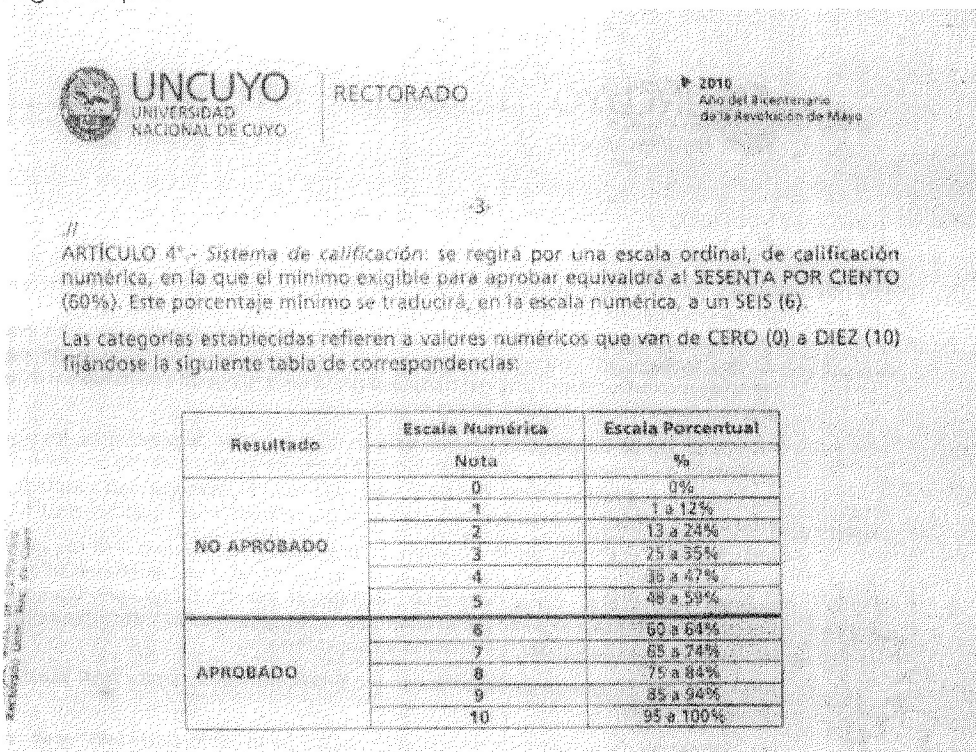 UNCUYO
UNIVERSIDAD
NACIONAL DE CUYO
RECTORADO
2010
Año del Bicentenario
de la Revolución de Mayo
-3-
//
ARTÍCULO 4°.- Sistema de calificación: se regirá por una escala ordinal, de calificación
numérica, en la que el mínimo exigible para aprobar equivaldrá al SESENTA POR CIENTO
(60%). Este porcentaje mínimo se traducirá, en la escala numérica, a un SEIS (6).
Las categorías establecidas refieren a valores numéricos que van de CERO (0) a DIEZ (10)
fijándose la siguiente tabla de correspondencias:
Resultado Escala Numérica Escala Porcentual
Nota %
NO APROBADO
0 0%
1 1 a 12%
2 13 a 24%
3 25 a 35%
4 36 a 47%
5 48 a 59%
APROBADO
6 60 a 64%
7 65 a 74%
8 75 a 84%
9 85 a 94%
10 95 a 100%